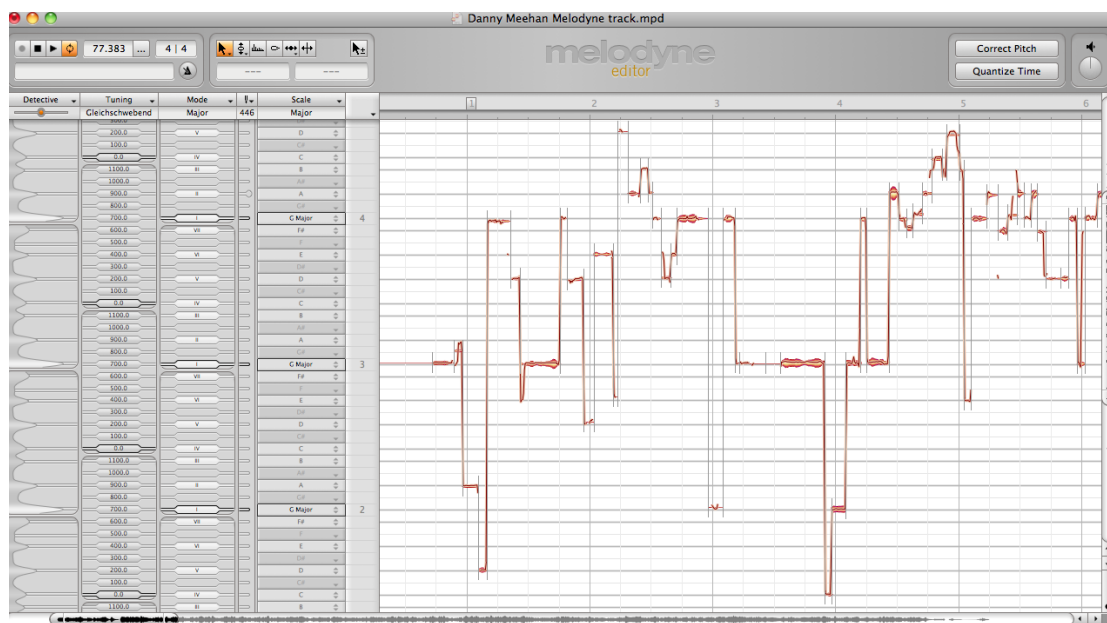 Danny Meehan Melodyne track.mpd
77.383 ... 4 | 4
--- ---
melodyne
editor
Correct Pitch
Quantize Time
Detective Tuning Mode Scale
Gleichschwebend Major 446 Major
1 2 3 4 5 6
200.0 V D
100.0 C#
0.0 IV C
1100.0 III B
1000.0 A#
900.0 II A
800.0 G#
700.0 I G Major 4
600.0 VII F#
500.0 F
400.0 VI E
300.0 D#
200.0 V D
100.0 C#
0.0 IV C
1100.0 III B
1000.0 A#
900.0 II A
800.0 G#
700.0 I G Major 3
600.0 VII F#
500.0 F
400.0 VI E
300.0 D#
200.0 V D
100.0 C#
0.0 IV C
1100.0 III B
1000.0 A#
900.0 II A
800.0 G#
700.0 I G Major 2
600.0 VII F#
500.0 F
400.0 VI E
300.0 D#
200.0 V D
100.0 C#
0.0 IV C
1100.0 III B